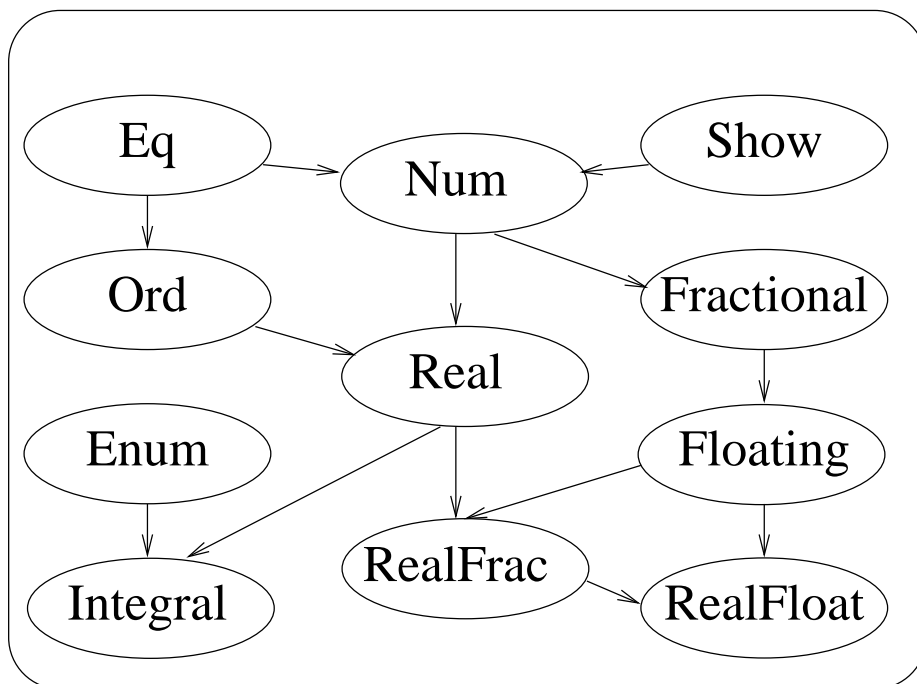 Eq
Show
Num
Ord
Fractional
Real
Enum
Floating
RealFrac
Integral
RealFloat